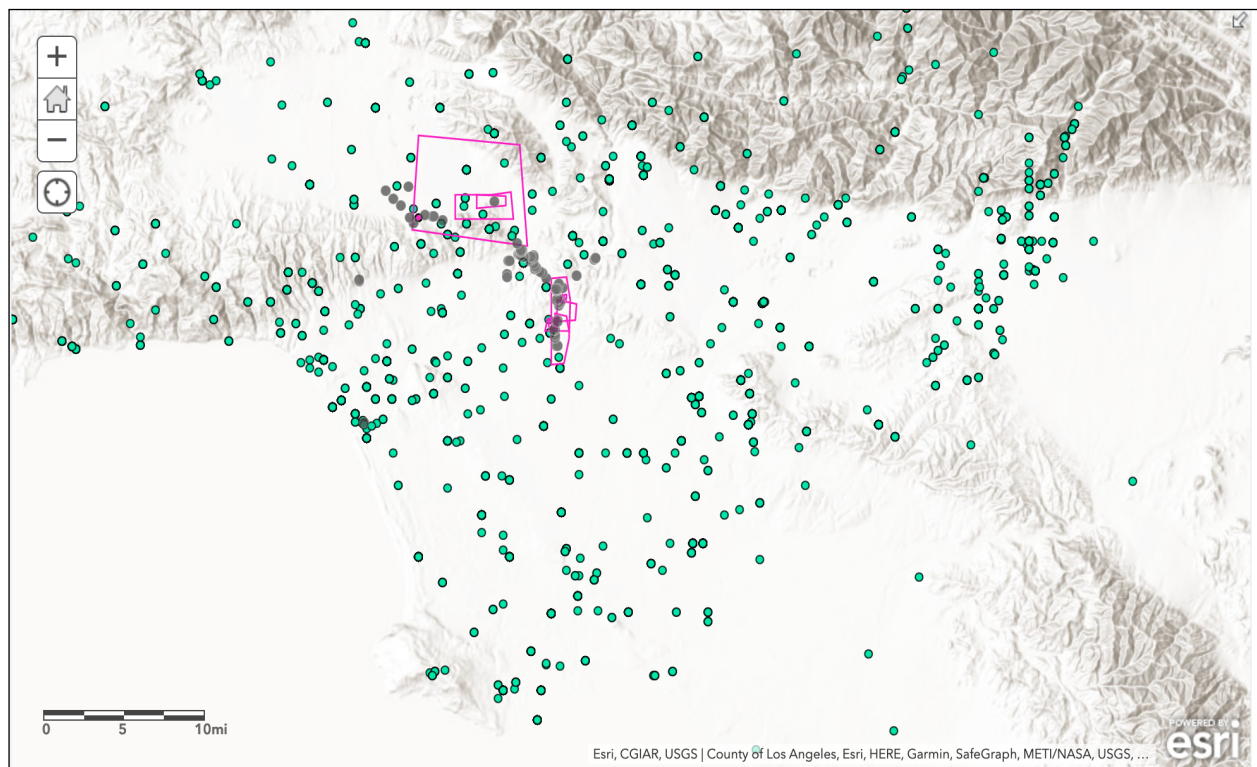 +
−
0 5 10mi
POWERED BY
esri
Esri, CGIAR, USGS | County of Los Angeles, Esri, HERE, Garmin, SafeGraph, METI/NASA, USGS, …